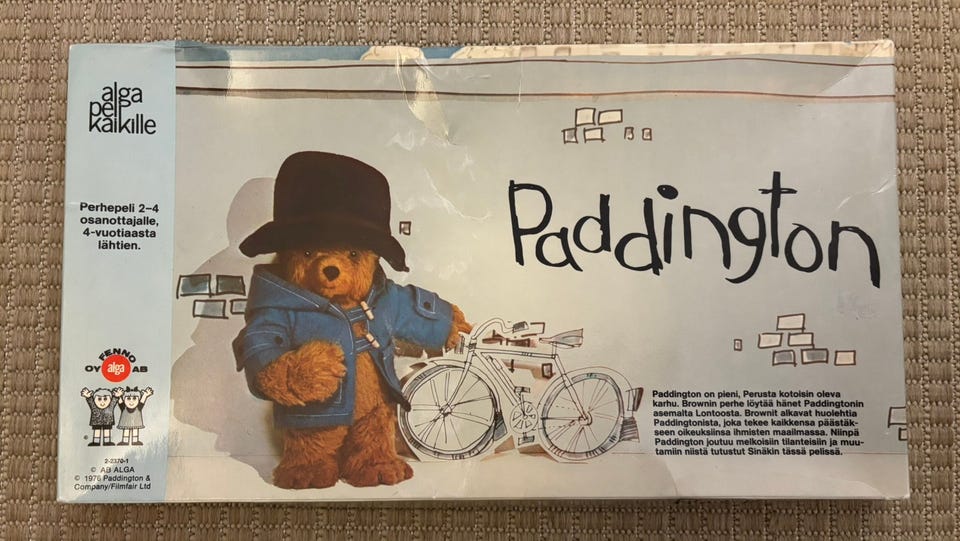 alga
pelit
kaikille
Perhepeli 2–4
osanottajalle,
4-vuotiaasta
lähtien.
FENNO
OY alga AB
2-2370-1
© AB ALGA
© 1976 Paddington &
Company/Filmfair Ltd
Paddington
Paddington on pieni, Perusta kotoisin oleva
karhu. Brownin perhe löytää hänet Paddingtonin
asemalta Lontoosta. Brownit alkavat huolehtia
Paddingtonista, joka tekee kaikkensa päästäk-
seen oikeuksiinsa ihmisten maailmassa. Niinpä
Paddington joutuu melkoisiin tilanteisiin ja muu-
tamiin niistä tutustut Sinäkin tässä pelissä.